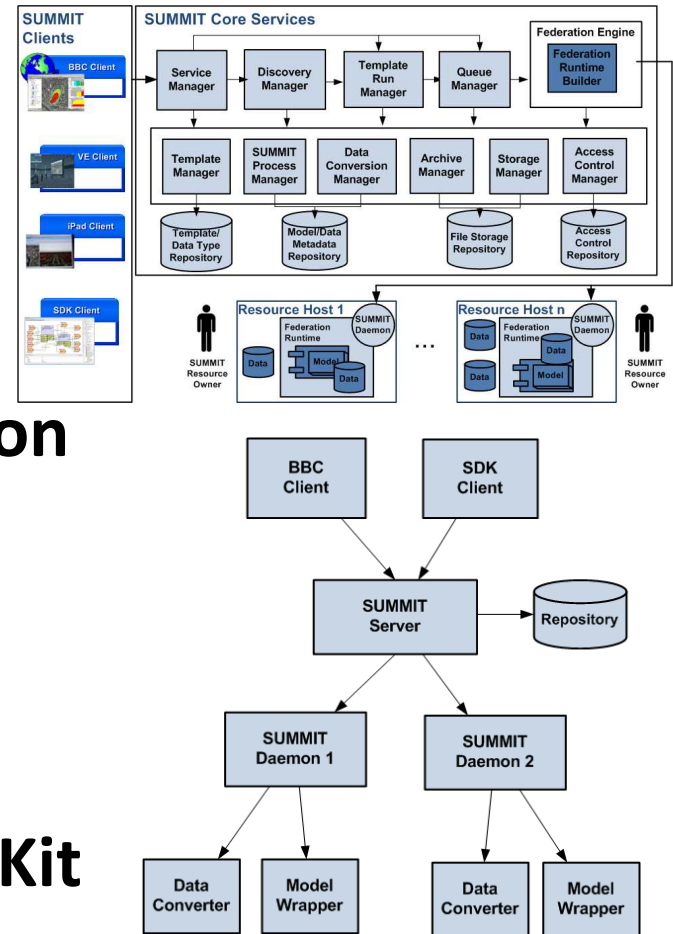 SUMMIT
Clients
BBC Client
VE Client
iPad Client
SDK Client
SUMMIT Core Services
Service
Manager
Discovery
Manager
Template
Run
Manager
Queue
Manager
Federation Engine
Federation
Runtime
Builder
Template
Manager
SUMMIT
Process
Manager
Data
Conversion
Manager
Archive
Manager
Storage
Manager
Access
Control
Manager
Template/
Data Type
Repository
Model/Data
Metadata
Repository
File Storage
Repository
Access
Control
Repository
SUMMIT
Resource
Owner
Resource Host 1
Federation
Runtime
SUMMIT
Daemon
Data
Model
Data
...
Resource Host n
Federation
Runtime
SUMMIT
Daemon
Data
Data
Data
Model
SUMMIT
Resource
Owner
on
BBC
Client
SDK
Client
SUMMIT
Server
Repository
SUMMIT
Daemon 1
SUMMIT
Daemon 2
Kit
Data
Converter
Model
Wrapper
Data
Converter
Model
Wrapper